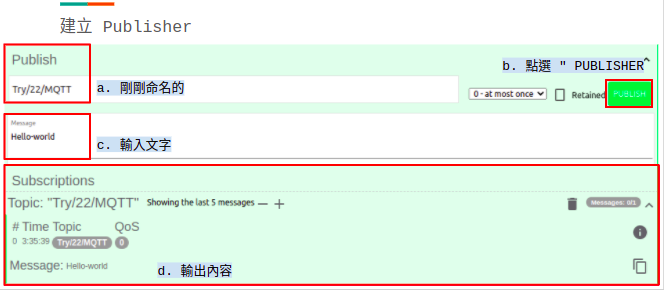 建立 Publisher
Publish
b. 點選 " PUBLISHER
Try/22/MQTT
a. 剛剛命名的
0 - at most once
Retained
PUBLISH
Message
Hello-world
c. 輸入文字
Subscriptions
Topic: "Try/22/MQTT" Showing the last 5 messages — +
Messages: 0/1
# Time Topic QoS
0 3:35:39 Try/22/MQTT 0
Message: Hello-world
d. 輸出內容